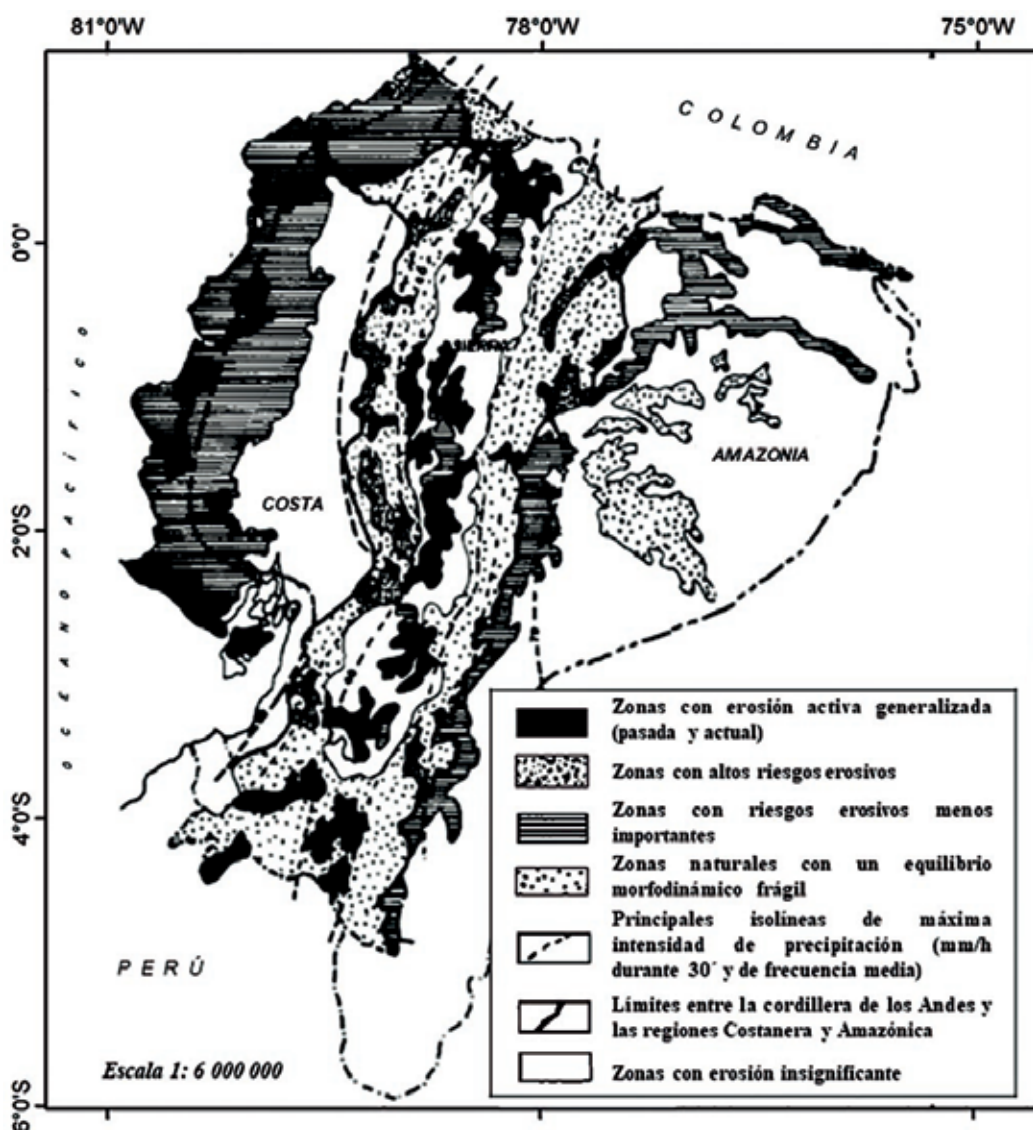 81°0'W 78°0'W 75°0'W
COLOMBIA
0°0'
SIERRA
OCEANO PACÍFICO
AMAZONIA
COSTA
2°0'S
Zonas con erosión activa generalizada
(pasada y actual)
Zonas con altos riesgos erosivos
Zonas con riesgos erosivos menos
importantes
4°0'S
Zonas naturales con un equilibrio
morfodinámico frágil
Principales isolíneas de máxima
intensidad de precipitación (mm/h
durante 30´ y de frecuencia media)
PERÚ
Límites entre la cordillera de los Andes y
las regiones Costanera y Amazónica
Escala 1: 6 000 000
Zonas con erosión insignificante
6°0'S